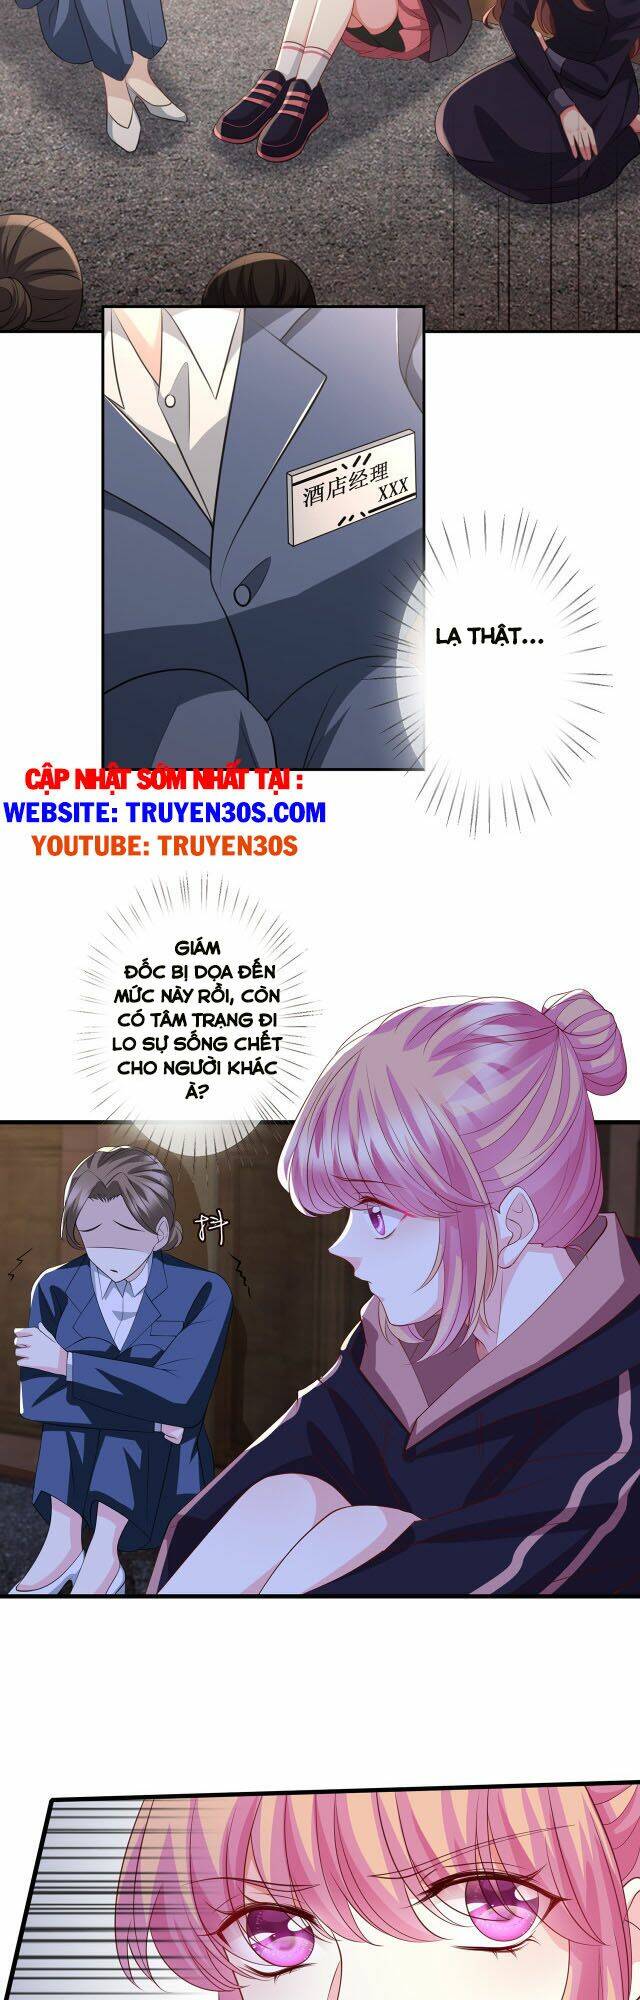 酒店经理
XXX
LẠ THẬT...
CẬP NHẬT SỚM NHẤT TẠI :
WEBSITE: TRUYEN30S.COM
YOUTUBE: TRUYEN30S
GIÁM
ĐỐC BỊ DỌA ĐẾN
MỨC NÀY RỒI, CÒN
CÓ TÂM TRẠNG ĐI
LO SỰ SỐNG CHẾT
CHO NGƯỜI KHÁC
À?
抖